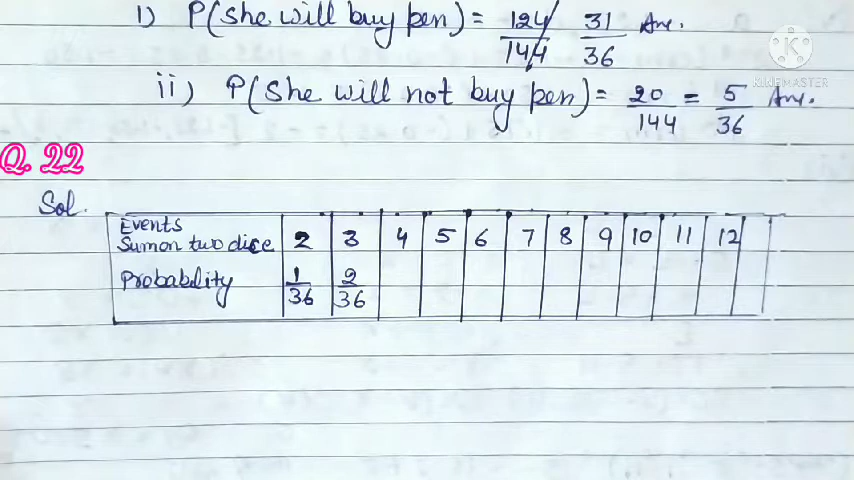 i) P(she will buy pen) = 124/144 31/36 Ans.
KINEMASTER
ii) P(she will not buy pen) = 20/144 = 5/36 Ans.
Q. 22
Sol.
Events
Sum on two dice 2 3 4 5 6 7 8 9 10 11 12
Probability 1/36 2/36